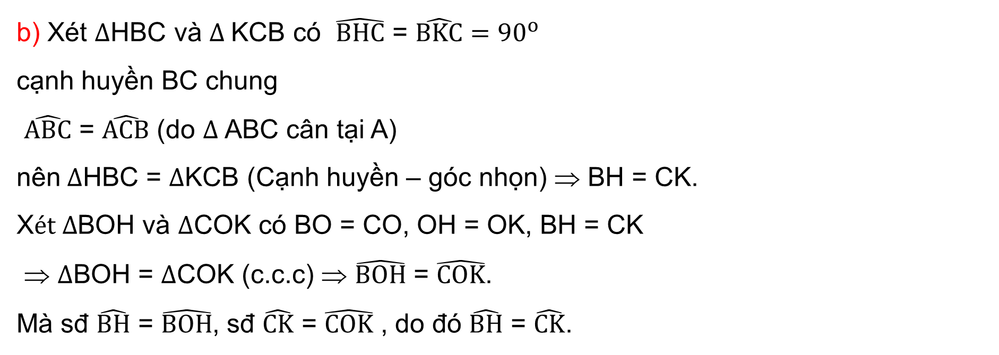 b) Xét ΔHBC và Δ KCB có \widehat{BHC} = \widehat{BKC} = 90⁰
cạnh huyền BC chung
\widehat{ABC} = \widehat{ACB} (do Δ ABC cân tại A)
nên ΔHBC = ΔKCB (Cạnh huyền – góc nhọn) ⇒ BH = CK.
Xét ΔBOH và ΔCOK có BO = CO, OH = OK, BH = CK
⇒ ΔBOH = ΔCOK (c.c.c) ⇒ \widehat{BOH} = \widehat{COK}.
Mà sđ \widehat{BH} = \widehat{BOH}, sđ \widehat{CK} = \widehat{COK} , do đó \widehat{BH} = \widehat{CK}.